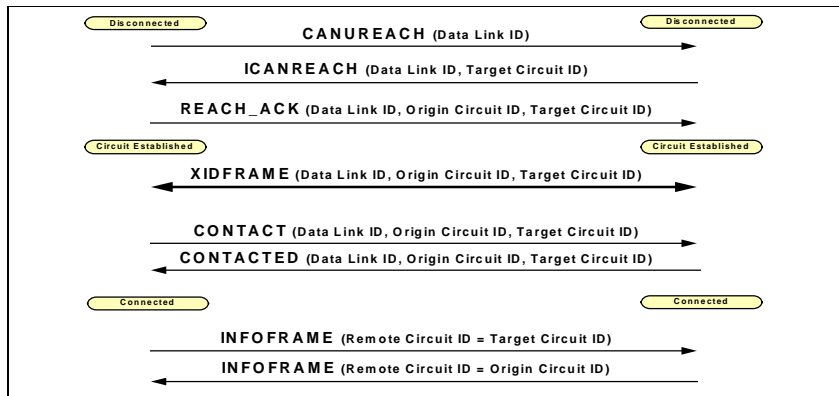 Disconnected
Disconnected
CANUREACH (Data Link ID)
ICANREACH (Data Link ID, Target Circuit ID)
REACH_ACK (Data Link ID, Origin Circuit ID, Target Circuit ID)
Circuit Established
Circuit Established
XIDFRAME (Data Link ID, Origin Circuit ID, Target Circuit ID)
CONTACT (Data Link ID, Origin Circuit ID, Target Circuit ID)
CONTACTED (Data Link ID, Origin Circuit ID, Target Circuit ID)
Connected
Connected
INFOFRAME (Remote Circuit ID = Target Circuit ID)
INFOFRAME (Remote Circuit ID = Origin Circuit ID)